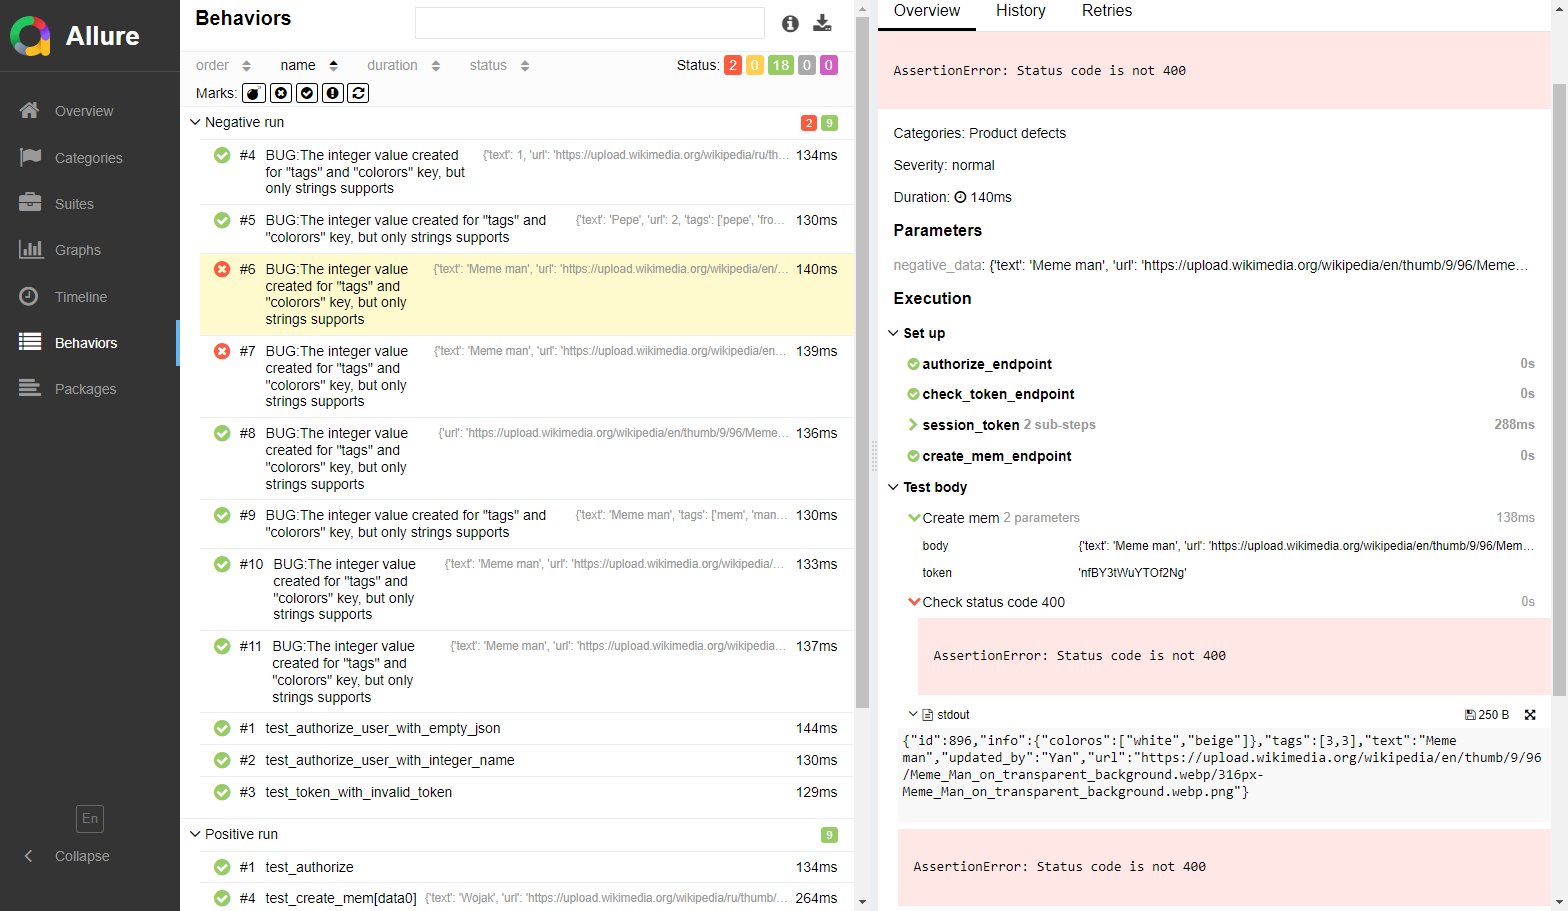 Allure
Overview
Categories
Suites
Graphs
Timeline
Behaviors
Packages
En
Collapse
Behaviors
order name duration status Status: 2 0 18 0 0
Marks:
Negative run 2 9
#4 BUG:The integer value created for "tags" and "colorors" key, but only strings supports {'text': 1, 'url': 'https://upload.wikimedia.org/wikipedia/ru/th... 134ms
#5 BUG:The integer value created for "tags" and "colorors" key, but only strings supports {'text': 'Pepe', 'url': 2, 'tags': ['pepe', 'fro... 130ms
#6 BUG:The integer value created for "tags" and "colorors" key, but only strings supports {'text': 'Meme man', 'url': 'https://upload.wikimedia.org/wikipedia/en/... 140ms
#7 BUG:The integer value created for "tags" and "colorors" key, but only strings supports {'text': 'Meme man', 'url': 'https://upload.wikimedia.org/wikipedia/en... 139ms
#8 BUG:The integer value created for "tags" and "colorors" key, but only strings supports {'url': 'https://upload.wikimedia.org/wikipedia/en/thumb/9/96/Meme... 136ms
#9 BUG:The integer value created for "tags" and "colorors" key, but only strings supports {'text': 'Meme man', 'tags': ['mem', 'man... 130ms
#10 BUG:The integer value created for "tags" and "colorors" key, but only strings supports {'text': 'Meme man', 'url': 'https://upload.wikimedia.org/wikipedia/... 133ms
#11 BUG:The integer value created for "tags" and "colorors" key, but only strings supports {'text': 'Meme man', 'url': 'https://upload.wikimedia.org/wikipedia... 137ms
#1 test_authorize_user_with_empty_json 144ms
#2 test_authorize_user_with_integer_name 130ms
#3 test_token_with_invalid_token 129ms
Positive run 9
#1 test_authorize 134ms
#4 test_create_mem[data0] {'text': 'Wojak', 'url': 'https://upload.wikimedia.org/wikipedia/ru/thumb/... 264ms
Overview History Retries
AssertionError: Status code is not 400
Categories: Product defects
Severity: normal
Duration: 140ms
Parameters
negative_data: {'text': 'Meme man', 'url': 'https://upload.wikimedia.org/wikipedia/en/thumb/9/96/Meme...
Execution
Set up
authorize_endpoint 0s
check_token_endpoint 0s
session_token 2 sub-steps 288ms
create_mem_endpoint 0s
Test body
Create mem 2 parameters 138ms
body {'text': 'Meme man', 'url': 'https://upload.wikimedia.org/wikipedia/en/thumb/9/96/Mem...
token 'nfBY3tWuYTOf2Ng'
Check status code 400 0s
AssertionError: Status code is not 400
stdout 250 B
{"id":896,"info":{"coloros":["white","beige"]},"tags":[3,3],"text":"Meme
man","updated_by":"Yan","url":"https://upload.wikimedia.org/wikipedia/en/thumb/9/96
/Meme_Man_on_transparent_background.webp/316px-
Meme_Man_on_transparent_background.webp.png"}
AssertionError: Status code is not 400